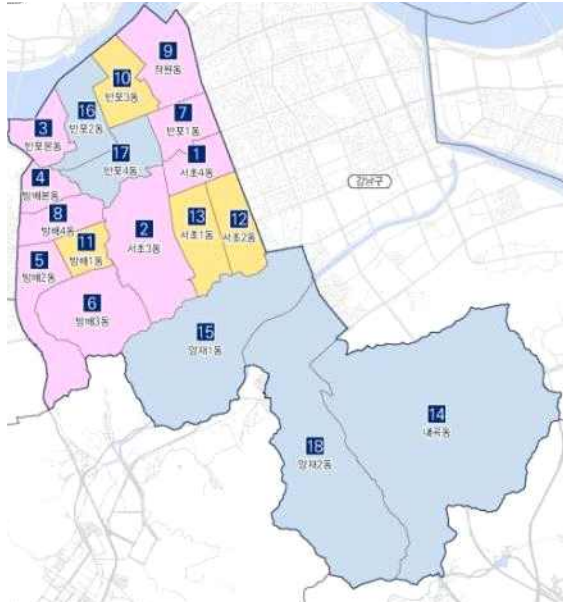 9
잠원동
10
반포3동
16
반포2동
7
반포1동
3
반포본동
17
반포4동
1
서초4동
4
방배본동
8
방배4동
2
서초3동
13
서초1동
12
서초2동
11
방배1동
5
방배2동
6
방배3동
강남구
15
양재1동
14
내곡동
18
양재2동